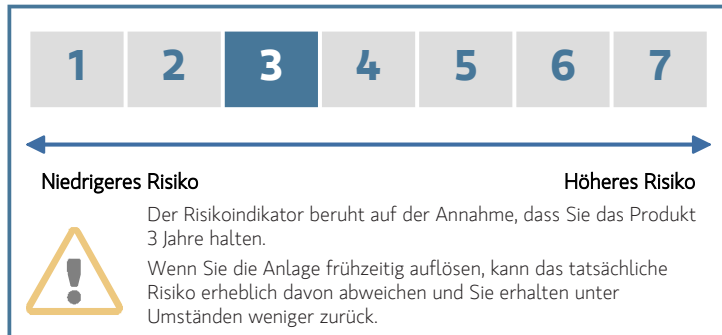 1 2 3 4 5 6 7
Niedrigeres Risiko Höheres Risiko
Der Risikoindikator beruht auf der Annahme, dass Sie das Produkt
3 Jahre halten.
Wenn Sie die Anlage frühzeitig auflösen, kann das tatsächliche
Risiko erheblich davon abweichen und Sie erhalten unter
Umständen weniger zurück.